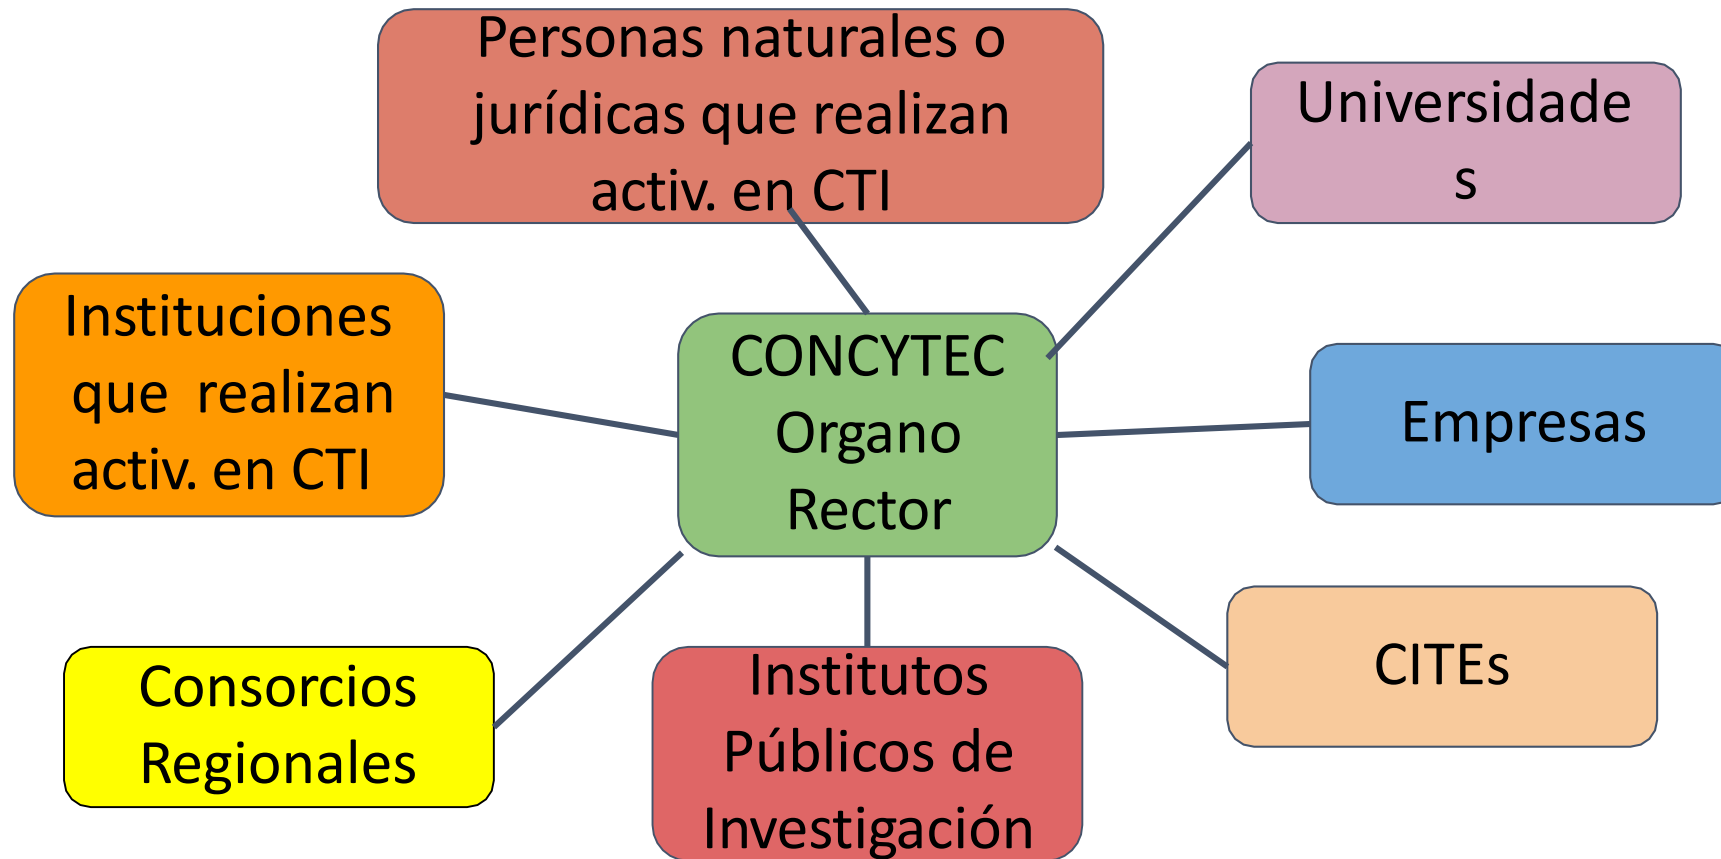 Personas naturales o
jurídicas que realizan
activ. en CTI
Universidade
s
Instituciones
que realizan
activ. en CTI
CONCYTEC
Organo
Rector
Empresas
Consorcios
Regionales
Institutos
Públicos de
Investigación
CITEs